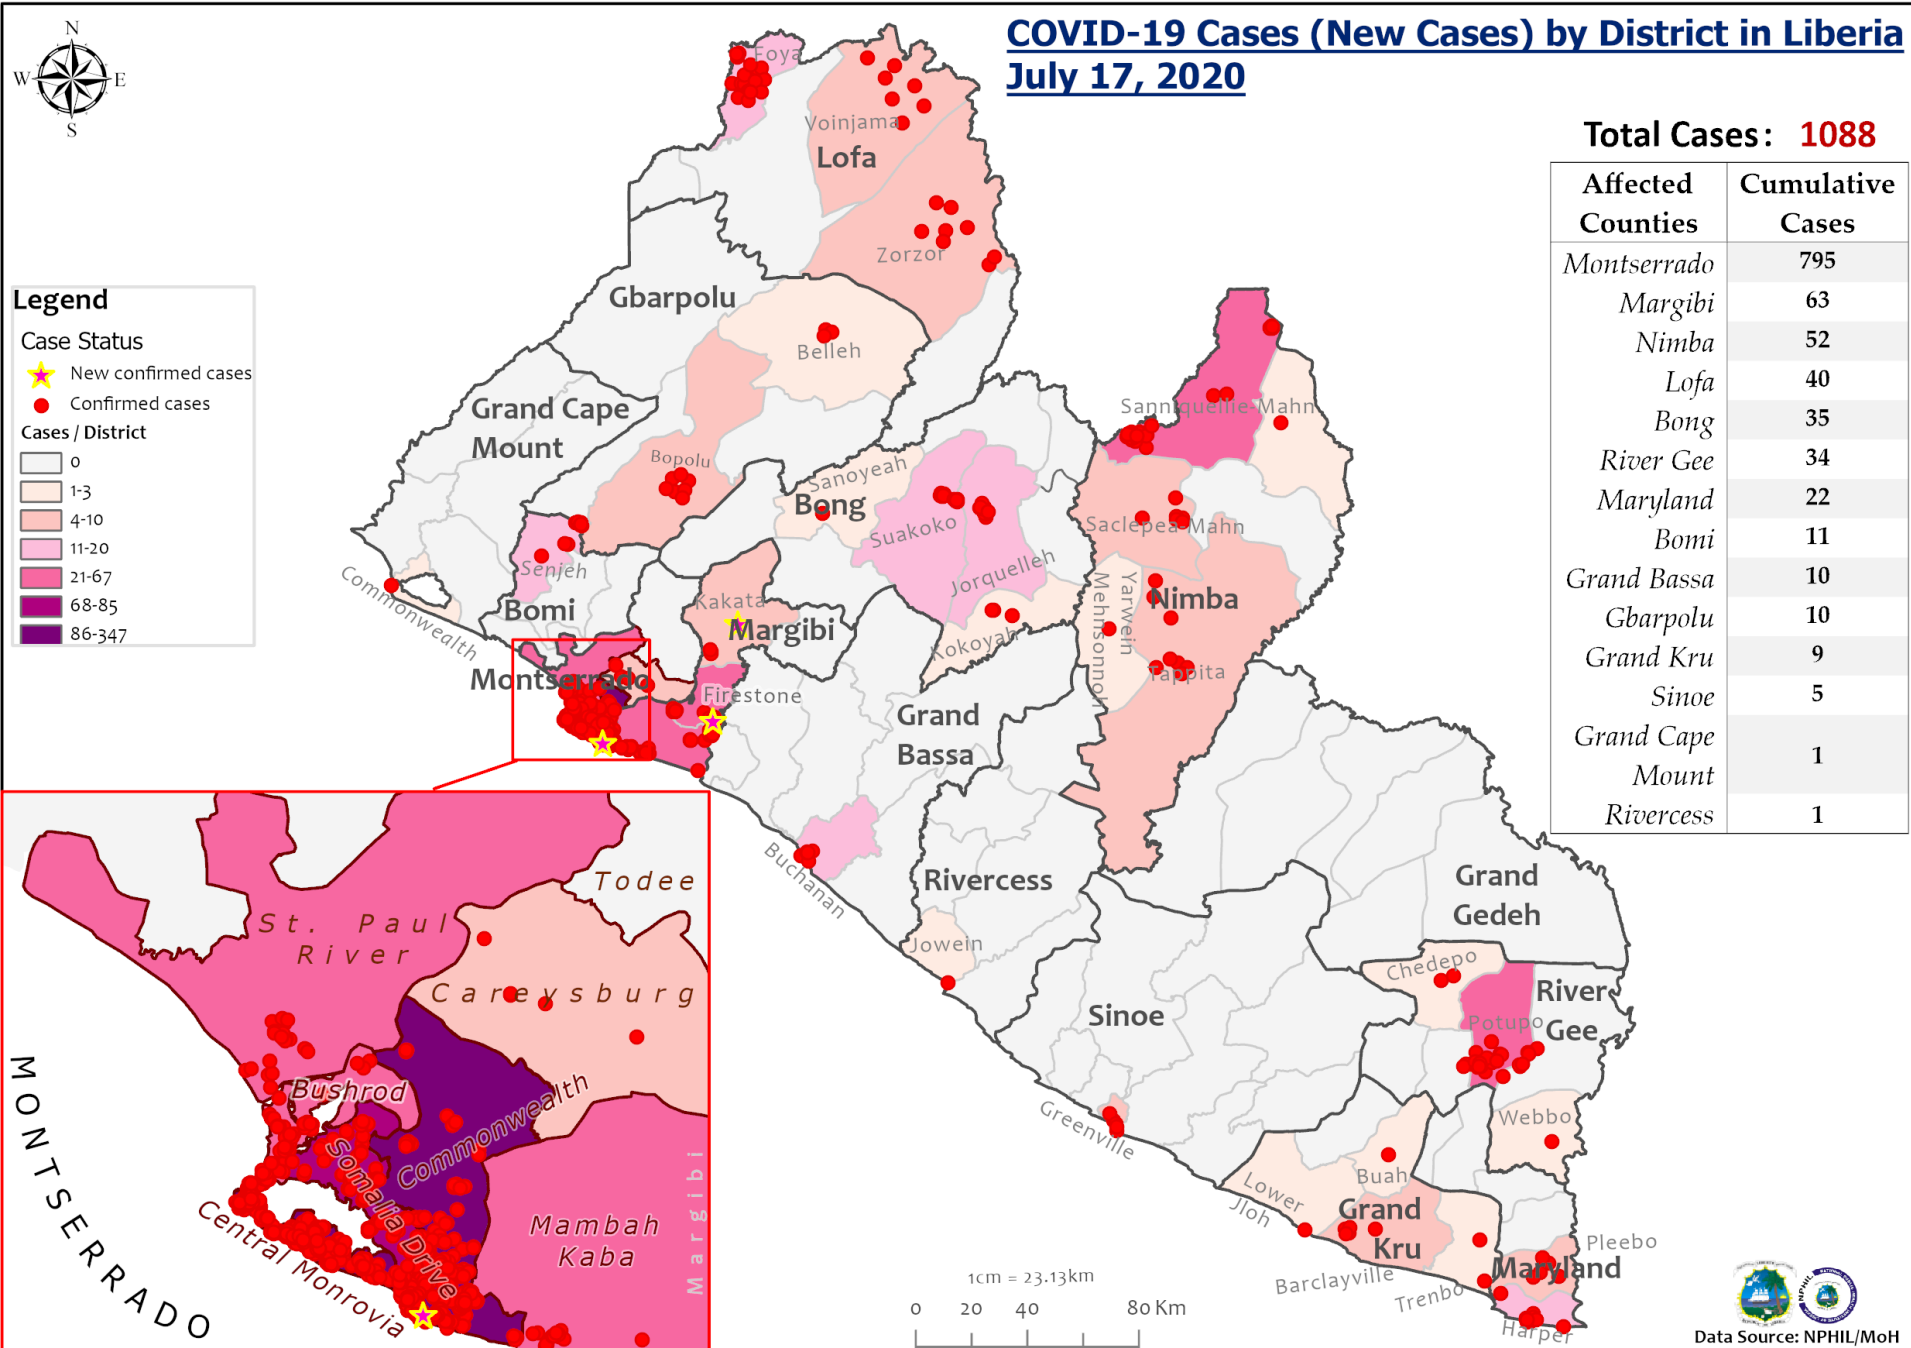 COVID-19 Cases (New Cases) by District in Liberia
July 17, 2020
N
W
E
S
Total Cases: 1088
Affected Counties
Cumulative Cases
Montserrado 795
Margibi 63
Nimba 52
Lofa 40
Bong 35
River Gee 34
Maryland 22
Bomi 11
Grand Bassa 10
Gbarpolu 10
Grand Kru 9
Sinoe 5
Grand Cape Mount 1
Rivercess 1
Legend
Case Status
New confirmed cases
Confirmed cases
Cases / District
0
1-3
4-10
11-20
21-67
68-85
86-347
Foya
Voinjama
Lofa
Zorzor
Gbarpolu
Belleh
Grand Cape
Mount
Bopolu
Sanniquellie-Mahn
Sanoyeah
Bong
Suakoko
Jorquelleh
Saclepea-Mahn
Senjeh
Commonwealth
Bomi
Kakata
Margibi
Kokoyah
Yarwein
Mehnsonnoh
Nimba
Tappita
Montserrado
Firestone
Grand
Bassa
Buchanan
Rivercess
Jowein
Grand
Gedeh
Chedepo
River
Gee
Potupo
Sinoe
Greenville
Webbo
Buah
Lower
Jloh
Grand
Kru
Barclayville
Trenbo
Pleebo
Maryland
Harper
Todee
St. Paul
River
Careysburg
Bushrod
Commonwealth
Somalia Drive
Central Monrovia
Mambah
Kaba
Margibi
MONTSERRADO
1cm = 23.13km
0 20 40 80 Km
NPHIL
Data Source: NPHIL/MoH